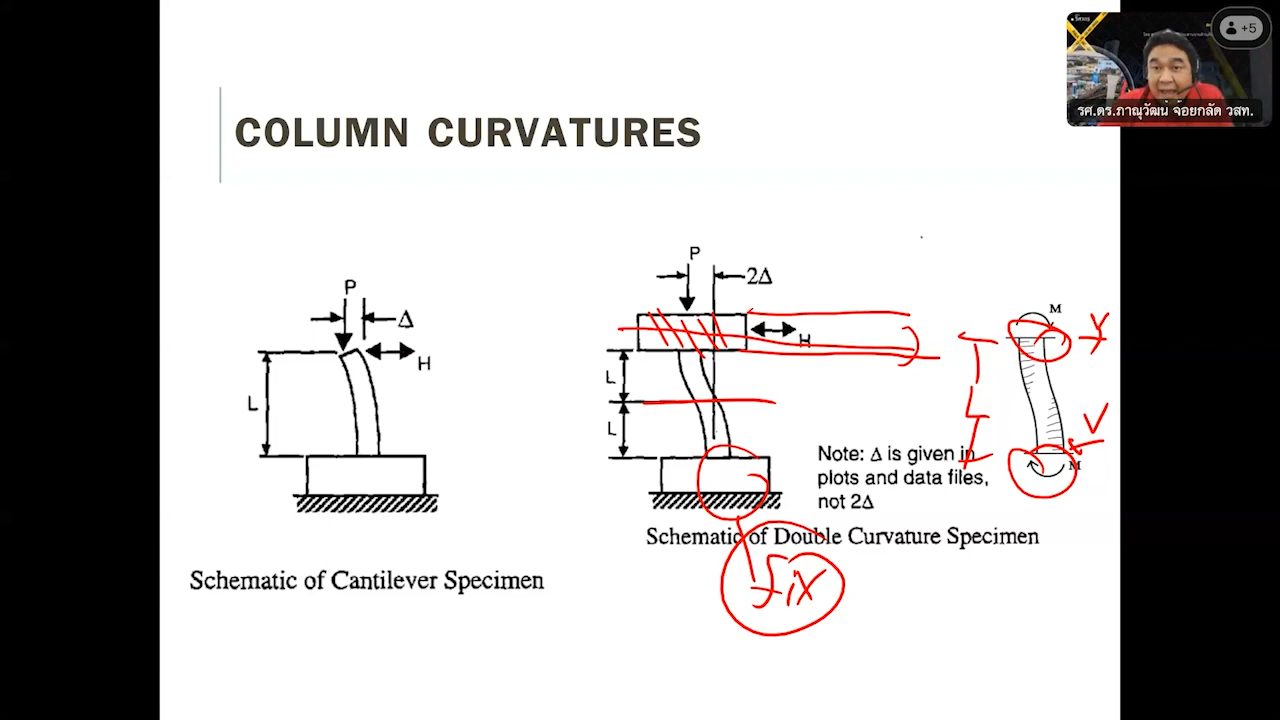 COLUMN CURVATURES
+5
รศ.ดร.ภาณุวัฒน์ จ้อยกลัด วสท.
P
Δ
H
L
Schematic of Cantilever Specimen
P
2Δ
H
L
L
Note: Δ is given in
plots and data files,
not 2Δ
Schematic of Double Curvature Specimen
fix
M
V
L
V
M